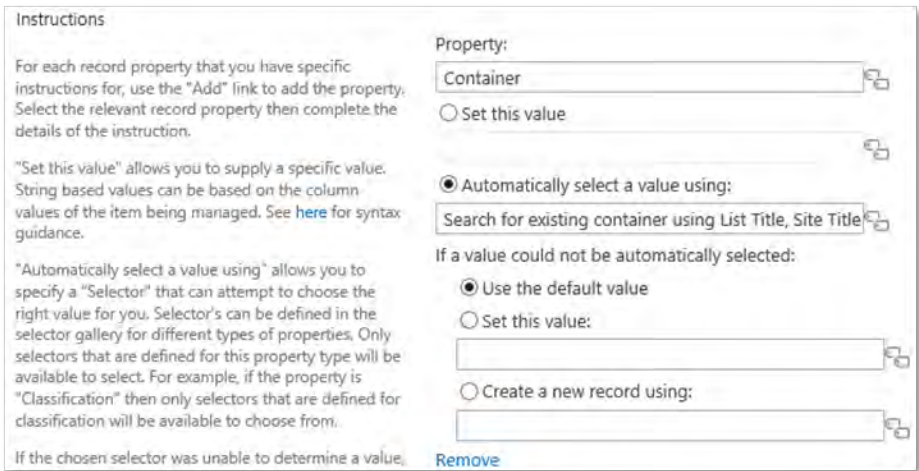 Instructions
For each record property that you have specific
instructions for, use the "Add" link to add the property.
Select the relevant record property then complete the
details of the instruction.
"Set this value" allows you to supply a specific value.
String based values can be based on the column
values of the item being managed. See here for syntax
guidance.
"Automatically select a value using" allows you to
specify a "Selector" that can attempt to choose the
right value for you. Selector's can be defined in the
selector gallery for different types of properties. Only
selectors that are defined for this property type will be
available to select. For example, if the property is
"Classification" then only selectors that are defined for
classification will be available to choose from.
If the chosen selector was unable to determine a value,
Property:
Container
Set this value
Automatically select a value using:
Search for existing container using List Title, Site Title
If a value could not be automatically selected:
Use the default value
Set this value:
Create a new record using:
Remove